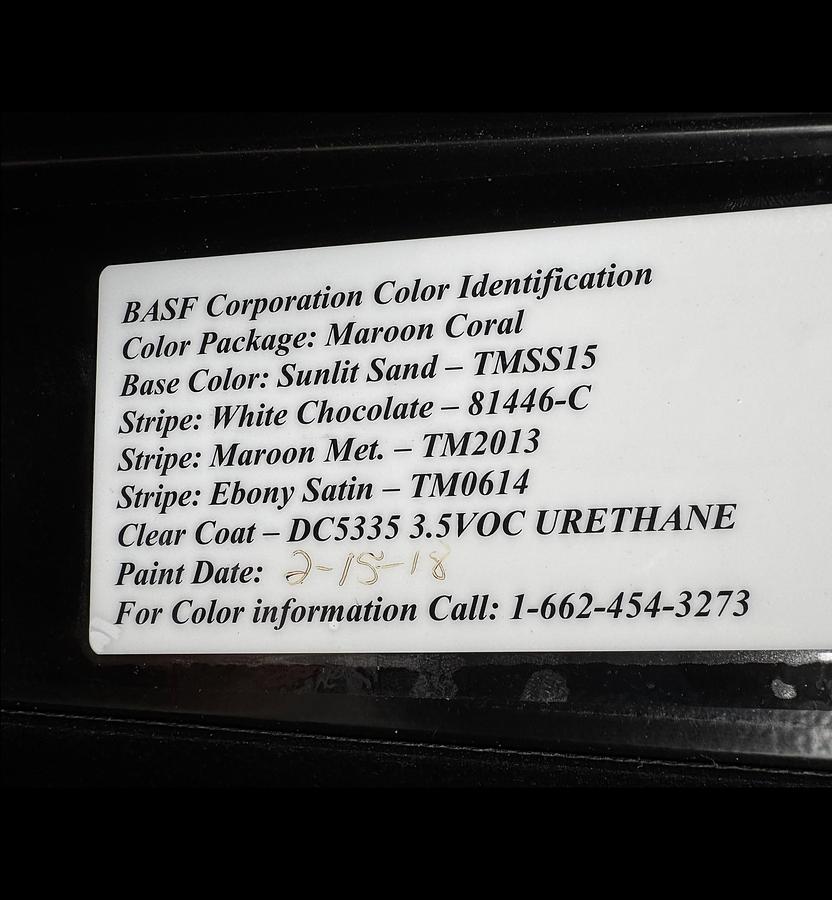 BASF Corporation Color Identification
Color Package: Maroon Coral
Base Color: Sunlit Sand – TMSS15
Stripe: White Chocolate – 81446-C
Stripe: Maroon Met. – TM2013
Stripe: Ebony Satin – TM0614
Clear Coat – DC5335 3.5VOC URETHANE
Paint Date: 2-15-18
For Color information Call: 1-662-454-3273